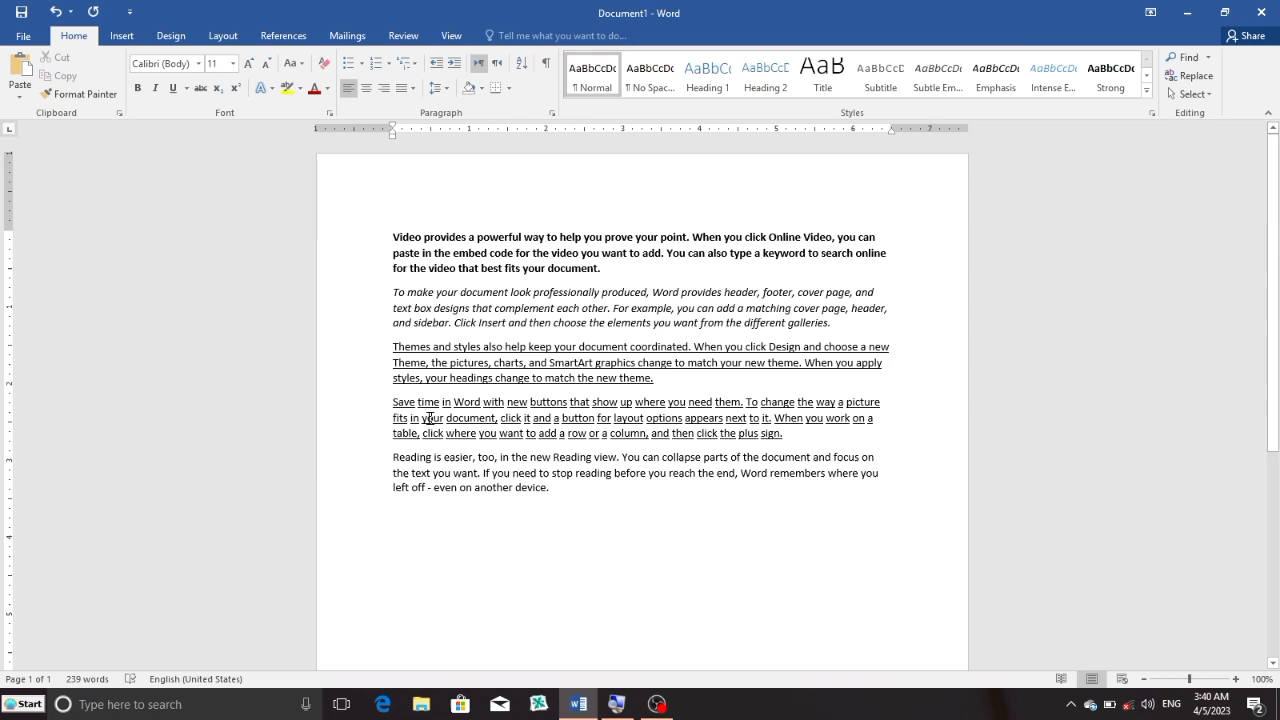 Document1 - Word
File Home Insert Design Layout References Mailings Review View Tell me what you want to do... Share
Paste
Cut
Copy
Format Painter
Clipboard
Calibri (Body) 11
Font
Paragraph
AaBbCcDc AaBbCcDc AaBbC AaBbCcD AaB AaBbCcD AaBbCcDc AaBbCcDc AaBbCcDc AaBbCcDc
¶ Normal ¶ No Spac... Heading 1 Heading 2 Title Subtitle Subtle Em... Emphasis Intense E... Strong
Styles
Find
Replace
Select
Editing
1 1 2 3 4 5 6 7
Video provides a powerful way to help you prove your point. When you click Online Video, you can
paste in the embed code for the video you want to add. You can also type a keyword to search online
for the video that best fits your document.
To make your document look professionally produced, Word provides header, footer, cover page, and
text box designs that complement each other. For example, you can add a matching cover page, header,
and sidebar. Click Insert and then choose the elements you want from the different galleries.
Themes and styles also help keep your document coordinated. When you click Design and choose a new
Theme, the pictures, charts, and SmartArt graphics change to match your new theme. When you apply
styles, your headings change to match the new theme.
Save time in Word with new buttons that show up where you need them. To change the way a picture
fits in your document, click it and a button for layout options appears next to it. When you work on a
table, click where you want to add a row or a column, and then click the plus sign.
Reading is easier, too, in the new Reading view. You can collapse parts of the document and focus on
the text you want. If you need to stop reading before you reach the end, Word remembers where you
left off - even on another device.
Page 1 of 1 239 words English (United States) 100%
Start Type here to search ENG 3:40 AM
4/5/2023 2